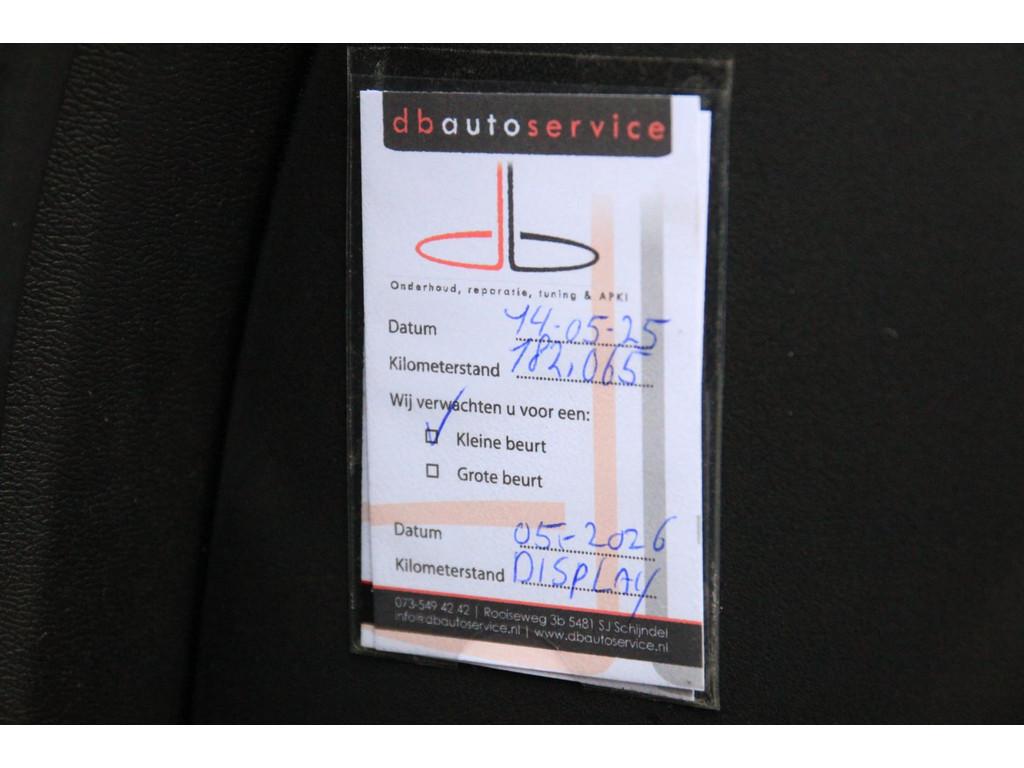 dbautoservice
Onderhoud, reparatie, tuning & APK!
Datum 14-05-25
Kilometerstand 182.065
Wij verwachten u voor een:
Kleine beurt
Grote beurt
Datum 05-2026
Kilometerstand DISPLAY
073-549 42 42 | Rooiseweg 3b 5481 SJ Schijndel
info@dbautoservice.nl | www.dbautoservice.nl